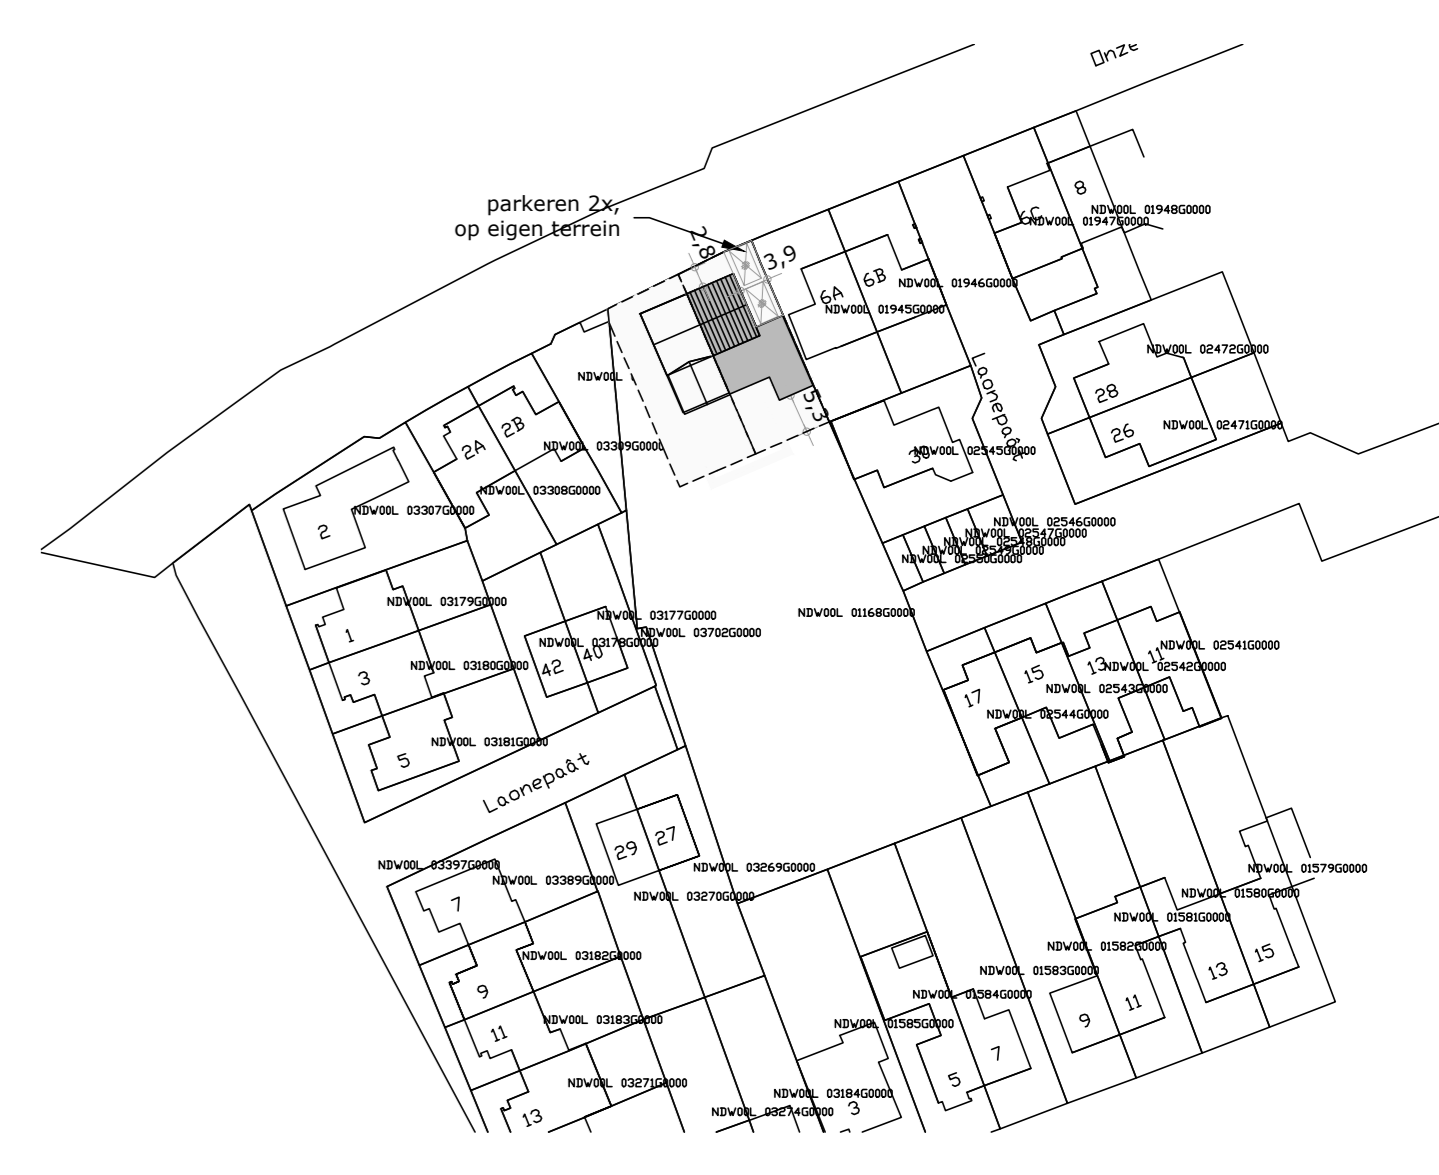 8
6C
NDW00L 01948G0000
NDW00L 01947G0000
parkeren 2x,
op eigen terrein
2,8
3,9
6A
6B
NDW00L 01946G0000
NDW00L 01945G0000
NDW00L
5,3
Laonepaât
NDW00L 02472G0000
28
26
NDW00L 02471G0000
2A
2B
NDW00L 03309G0000
NDW00L 03308G0000
2
NDW00L 03307G0000
NDW00L 02545G0000
NDW00L 02546G0000
NDW00L 02547G0000
NDW00L 02548G0000
NDW00L 02549G0000
NDW00L 02550G0000
NDW00L 03179G0000
1
NDW00L 03177G0000
NDW00L 03702G0000
NDW00L 03178G0000
NDW00L 01168G0000
42
40
3
NDW00L 03180G0000
5
NDW00L 03181G0000
17
15
13
11
NDW00L 02541G0000
NDW00L 02542G0000
NDW00L 02543G0000
NDW00L 02544G0000
Laonepaât
29
27
NDW00L 03397G0000
NDW00L 03389G0000
NDW00L 03269G0000
NDW00L 03270G0000
7
NDW00L 03182G0000
9
11
NDW00L 03183G0000
13
NDW00L 03271G0000
NDW00L 03274G0000
NDW00L 03184G0000
3
NDW00L 01579G0000
NDW00L 01580G0000
NDW00L 01581G0000
NDW00L 01582G0000
NDW00L 01583G0000
NDW00L 01584G0000
NDW00L 01585G0000
5
7
9
11
13
15